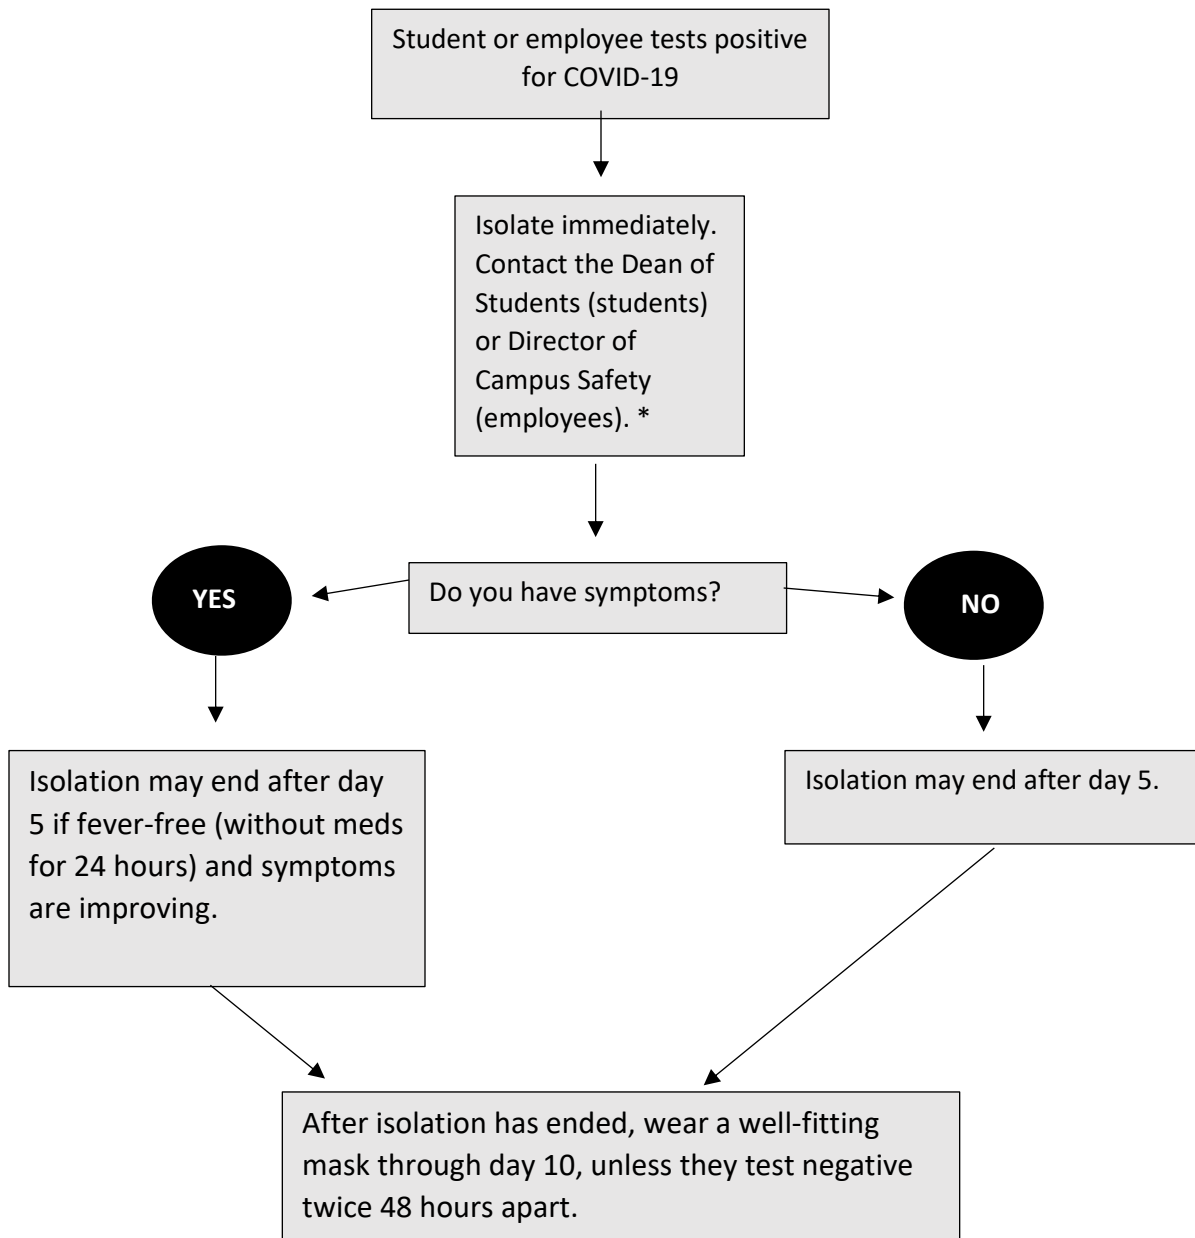 Student or employee tests positive
for COVID-19
Isolate immediately.
Contact the Dean of
Students (students)
or Director of
Campus Safety
(employees). *
Do you have symptoms?
YES
NO
Isolation may end after day
5 if fever-free (without meds
for 24 hours) and symptoms
are improving.
Isolation may end after day 5.
After isolation has ended, wear a well-fitting
mask through day 10, unless they test negative
twice 48 hours apart.